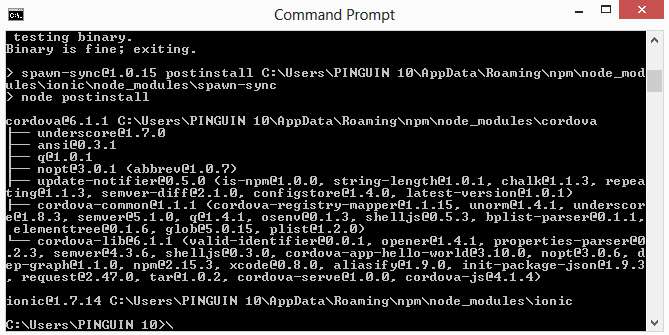 Command Prompt
testing binary.
Binary is fine; exiting.
> spawn-sync@1.0.15 postinstall C:\Users\PINGUIN 10\AppData\Roaming\npm\node_mod
ules\ionic\node_modules\spawn-sync
> node postinstall
cordova@6.1.1 C:\Users\PINGUIN 10\AppData\Roaming\npm\node_modules\cordova
├── underscore@1.7.0
├── ansi@0.3.1
├── q@1.0.1
├── nopt@3.0.1 (abbrev@1.0.7)
├── update-notifier@0.5.0 (is-npm@1.0.0, string-length@1.0.1, chalk@1.1.3, repea
ting@1.1.3, semver-diff@2.1.0, configstore@1.4.0, latest-version@1.0.1)
├── cordova-common@1.1.1 (cordova-registry-mapper@1.1.15, unorm@1.4.1, underscor
e@1.8.3, semver@5.1.0, q@1.4.1, osenv@0.1.3, shelljs@0.5.3, bplist-parser@0.1.1,
elementtree@0.1.6, glob@5.0.15, plist@1.2.0)
└── cordova-lib@6.1.1 (valid-identifier@0.0.1, opener@1.4.1, properties-parser@0
.2.3, semver@4.3.6, shelljs@0.3.0, cordova-app-hello-world@3.10.0, nopt@3.0.6, d
ep-graph@1.1.0, npm@2.15.3, xcode@0.8.0, aliasify@1.9.0, init-package-json@1.9.3
, request@2.47.0, tar@1.0.2, cordova-serve@1.0.0, cordova-js@4.1.4)
ionic@1.7.14 C:\Users\PINGUIN 10\AppData\Roaming\npm\node_modules\ionic
C:\Users\PINGUIN 10>\